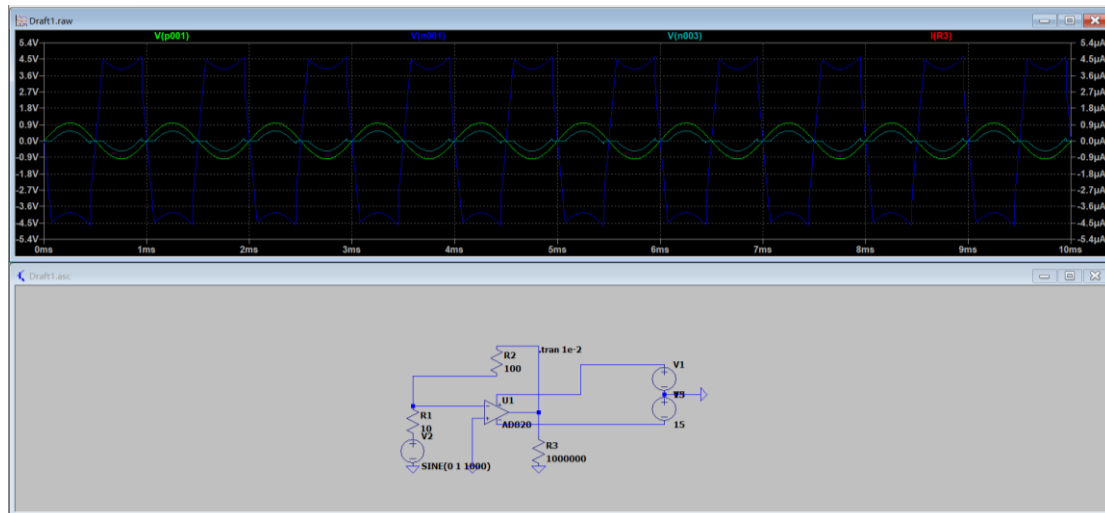 Draft1.raw
V(p001) V(n001) V(n003) I(R3)
5.4V 5.4µA
4.5V 4.5µA
3.6V 3.6µA
2.7V 2.7µA
1.8V 1.8µA
0.9V 0.9µA
0.0V 0.0µA
-0.9V -0.9µA
-1.8V -1.8µA
-2.7V -2.7µA
-3.6V -3.6µA
-4.5V -4.5µA
-5.4V -5.4µA
0ms 1ms 2ms 3ms 4ms 5ms 6ms 7ms 8ms 9ms 10ms
Draft1.asc
R2
100
.tran 1e-2
V1
U1
AD820
15
R1
10
V2
SINE(0 1 1000)
R3
1000000